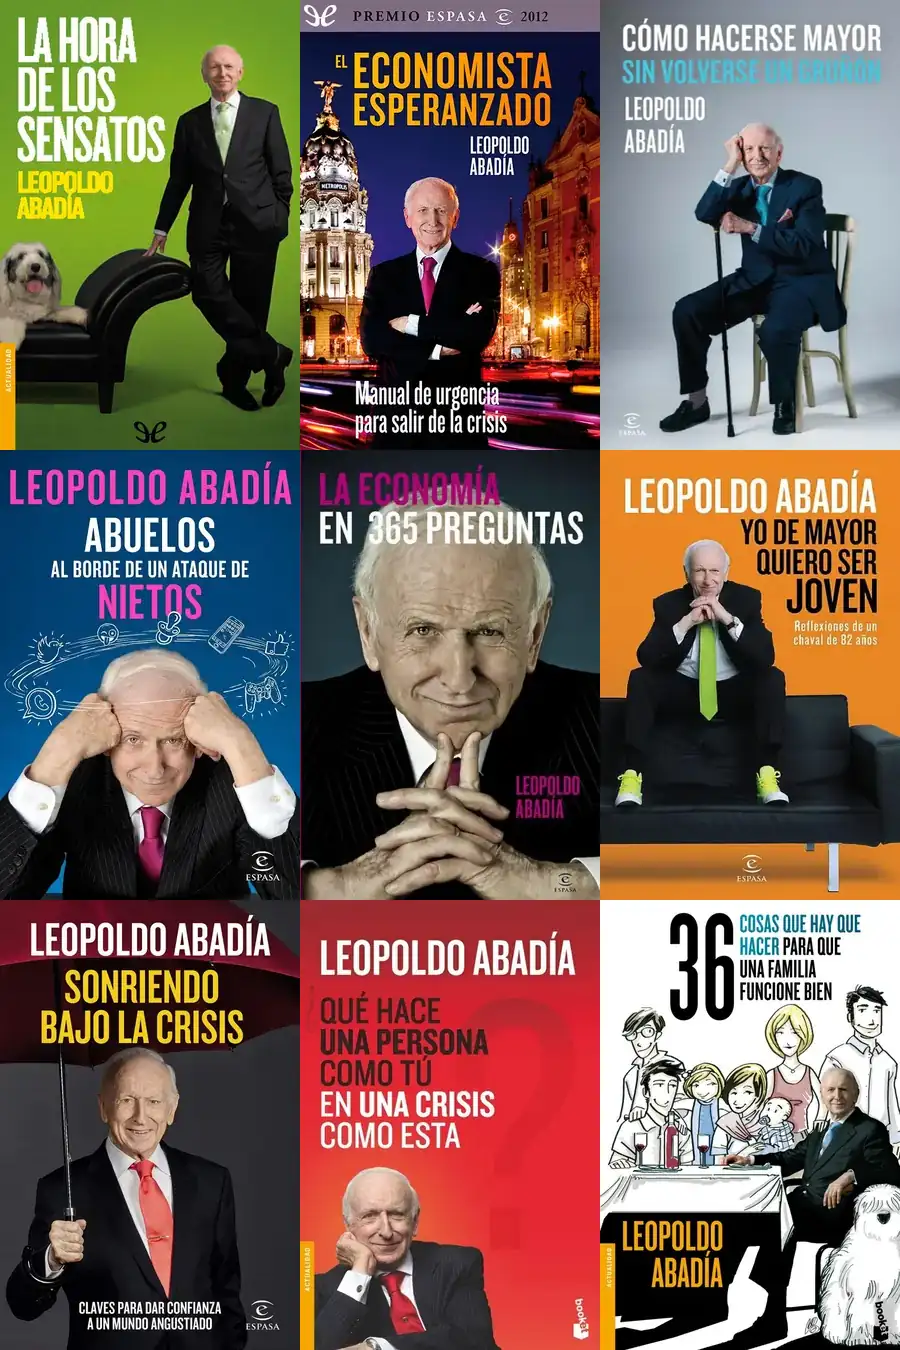 LA HORA
DE LOS
SENSATOS
LEOPOLDO
ABADÍA
ACTUALIDAD
PREMIO ESPASA e 2012
EL ECONOMISTA
ESPERANZADO
LEOPOLDO
ABADÍA
METROPOLIS
Manual de urgencia
para salir de la crisis
CÓMO HACERSE MAYOR
SIN VOLVERSE UN GRUÑÓN
LEOPOLDO
ABADÍA
ESPASA
LEOPOLDO ABADÍA
ABUELOS
AL BORDE DE UN ATAQUE DE
NIETOS
ESPASA
LA ECONOMÍA
EN 365 PREGUNTAS
LEOPOLDO
ABADÍA
ESPASA
LEOPOLDO ABADÍA
YO DE MAYOR
QUIERO SER
JOVEN
Reflexiones de un
chaval de 82 años
ESPASA
LEOPOLDO ABADÍA
SONRIENDO
BAJO LA CRISIS
CLAVES PARA DAR CONFIANZA
A UN MUNDO ANGUSTIADO
ESPASA
LEOPOLDO ABADÍA
QUÉ HACE
UNA PERSONA
COMO TÚ
EN UNA CRISIS
COMO ESTA
?
ACTUALIDAD
booket
36
COSAS QUE HAY QUE
HACER PARA QUE
UNA FAMILIA
FUNCIONE BIEN
LEOPOLDO
ABADÍA
ACTUALIDAD
booket